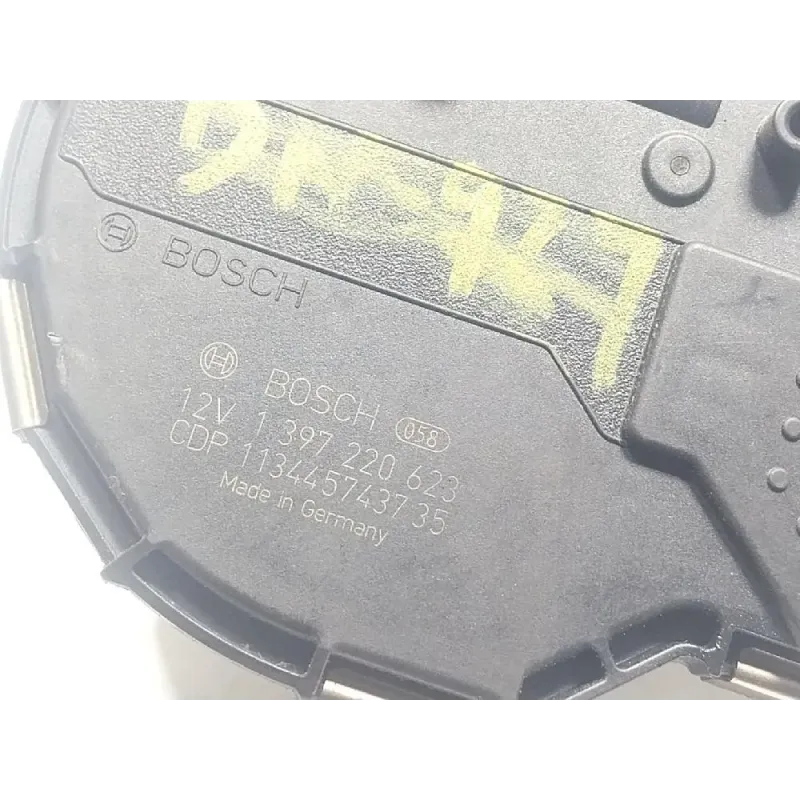 BOSCH
BOSCH 058
12V 1 397 220 623
CDP 1134457437 35
Made in Germany